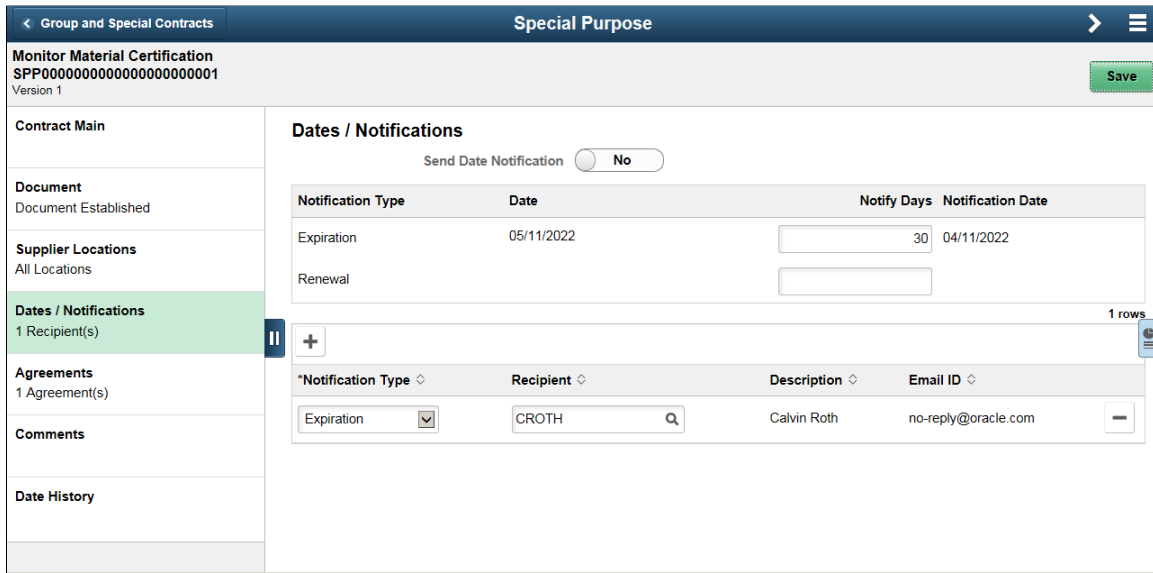 Group and Special Contracts
Special Purpose
Monitor Material Certification
SPP0000000000000000000001
Version 1
Save
Contract Main
Document
Document Established
Supplier Locations
All Locations
Dates / Notifications
1 Recipient(s)
Agreements
1 Agreement(s)
Comments
Date History
Dates / Notifications
Send Date Notification No
Notification Type Date Notify Days Notification Date
Expiration 05/11/2022 30 04/11/2022
Renewal
1 rows
*Notification Type Recipient Description Email ID
Expiration CROTH Calvin Roth no-reply@oracle.com